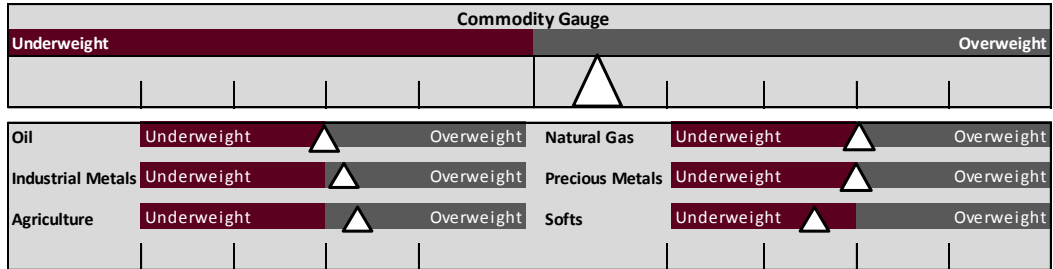 Commodity Gauge
Underweight Overweight
Oil Underweight Overweight Natural Gas Underweight Overweight
Industrial Metals Underweight Overweight Precious Metals Underweight Overweight
Agriculture Underweight Overweight Softs Underweight Overweight